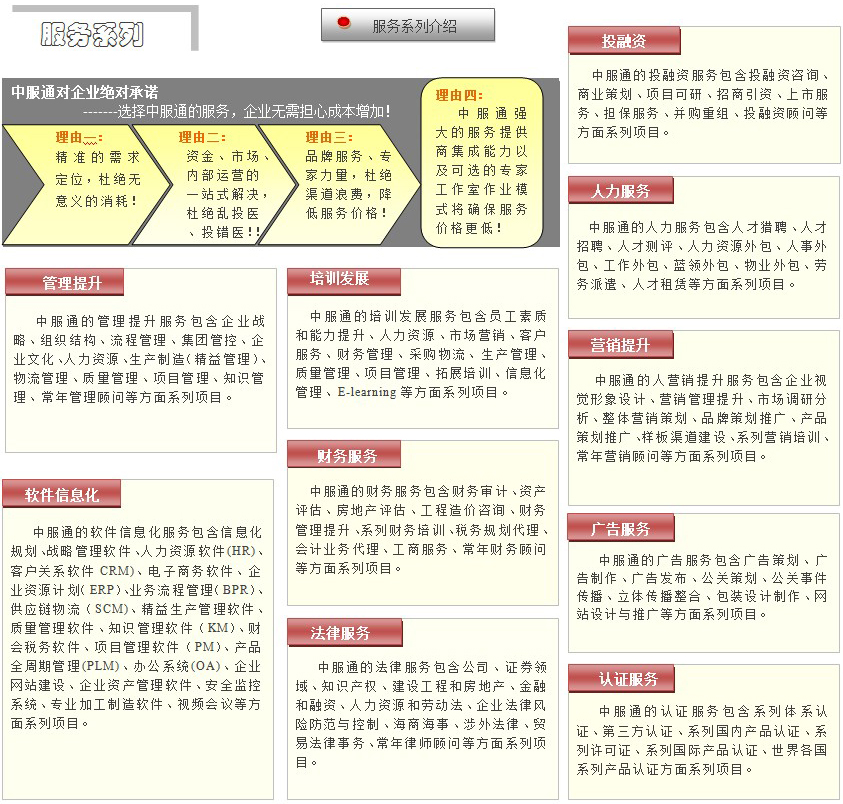 服务系列
服务系列介绍
中服通对企业绝对承诺
-------选择中服通的服务，企业无需担心成本增加!
理由一:
精准的需求
定位，杜绝无
意义的消耗!
理由二:
资金、市场、
内部运营的
一站式解决，
杜绝乱投医
、投错医!!
理由三:
品牌服务、专
家力量，杜绝
渠道浪费，降
低服务价格!
理由四:
中服通强
大的服务提供
商集成能力以
及可选的专家
工作室作业模
式将确保服务
价格更低!
管理提升
中服通的管理提升服务包含企业战
略、组织结构、流程管理、集团管控、企
业文化、人力资源、生产制造(精益管理)、
物流管理、质量管理、项目管理、知识管
理、常年管理顾问等方面系列项目。
软件信息化
中服通的软件信息化服务包含信息化
规划、战略管理软件、人力资源软件(HR)、
客户关系软件 CRM)、电子商务软件、企
业资源计划( ERP)、业务流程管理(BPR)、
供应链物流（SCM)、精益生产管理软件、
质量管理软件、知识管理软件（KM)、财
会税务软件、项目管理软件（PM)、产品
全周期管理(PLM)、办公系统(OA)、企业
网站建设、企业资产管理软件、安全监控
系统、专业加工制造软件、视频会议等方
面系列项目。
培训发展
中服通的培训发展服务包含员工素质
和能力提升、人力资源、市场营销、客户
服务、财务管理、采购物流、生产管理、
质量管理、项目管理、拓展培训、信息化
管理、E-learning 等方面系列项目。
财务服务
中服通的财务服务包含财务审计、资产
评估、房地产评估、工程造价咨询、财务
管理提升、系列财务培训、税务规划代理、
会计业务代理、工商服务、常年财务顾问
等方面系列项目。
法律服务
中服通的法律服务包含公司、证券领
域、知识产权、建设工程和房地产、金融
和融资、人力资源和劳动法、企业法律风
险防范与控制、海商海事、涉外法律、贸
易法律事务、常年律师顾问等方面系列项
目。
投融资
中服通的投融资服务包含投融资咨询、
商业策划、项目可研、招商引资、上市服
务、担保服务、并购重组、投融资顾问等
方面系列项目。
人力服务
中服通的人力服务包含人才猎聘、人才
招聘、人才测评、人力资源外包、人事外
包、工作外包、蓝领外包、物业外包、劳
务派遣、人才租赁等方面系列项目。
营销提升
中服通的人营销提升服务包含企业视
觉形象设计、营销管理提升、市场调研分
析、整体营销策划、品牌策划推广、产品
策划推广、样板渠道建设、系列营销培训、
常年营销顾问等方面系列项目。
广告服务
中服通的广告服务包含广告策划、广
告制作、广告发布、公关策划、公关事件
传播、立体传播整合、包装设计制作、网
站设计与推广等方面系列项目。
认证服务
中服通的认证服务包含系列体系认
证、第三方认证、系列国内产品认证、系
列许可证、系列国际产品认证、世界各国
系列产品认证方面系列项目。